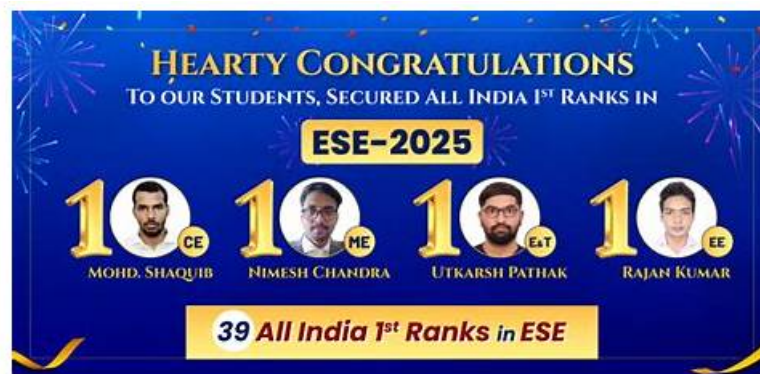 HEARTY CONGRATULATIONS
TO OUR STUDENTS, SECURED ALL INDIA 1ST RANKS IN
ESE-2025
1 CE 1 ME 1 E&T 1 EE
MOHD. SHAQUIB NIMESH CHANDRA UTKARSH PATHAK RAJAN KUMAR
39 All India 1st Ranks in ESE